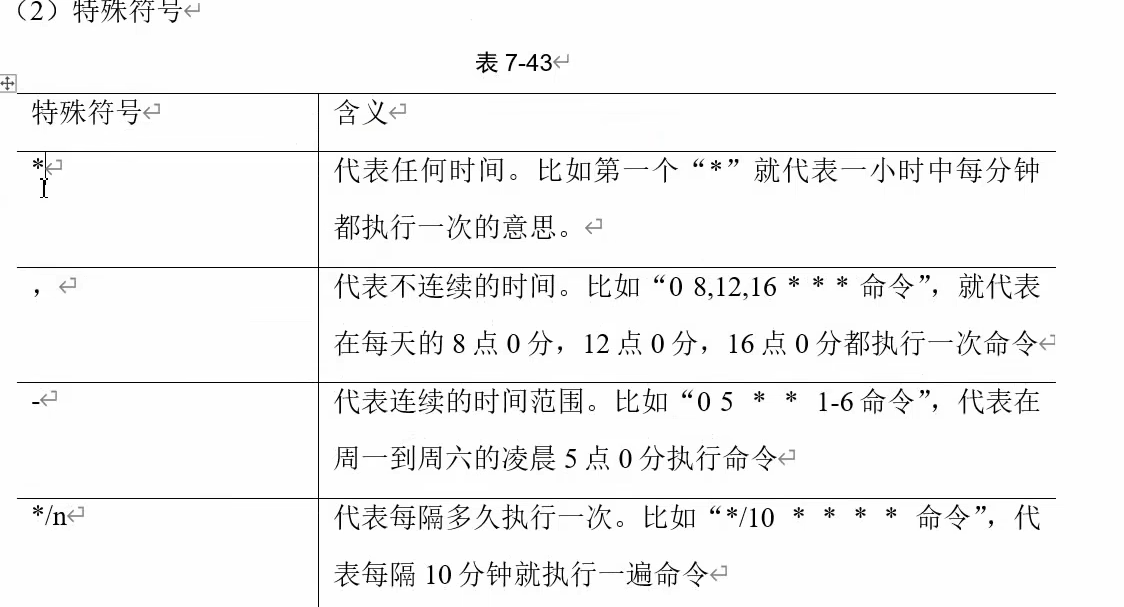 (2)特殊符号
表 7-43
特殊符号
含义
*
代表任何时间。比如第一个“*”就代表一小时中每分钟
都执行一次的意思。
，
代表不连续的时间。比如“0 8,12,16 * * * 命令”，就代表
在每天的 8 点 0 分，12 点 0 分，16 点 0 分都执行一次命令
-
代表连续的时间范围。比如“0 5 * * 1-6 命令”，代表在
周一到周六的凌晨 5 点 0 分执行命令
*/n
代表每隔多久执行一次。比如“*/10 * * * * 命令”，代
表每隔 10 分钟就执行一遍命令